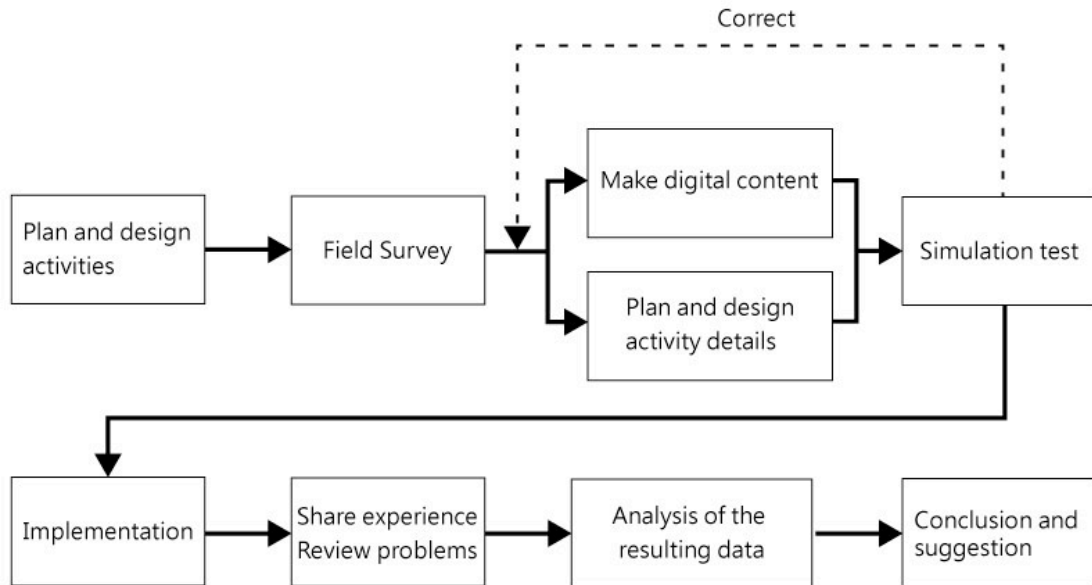 Correct
Plan and design
activities
Field Survey
Make digital content
Plan and design
activity details
Simulation test
Implementation
Share experience
Review problems
Analysis of the
resulting data
Conclusion and
suggestion